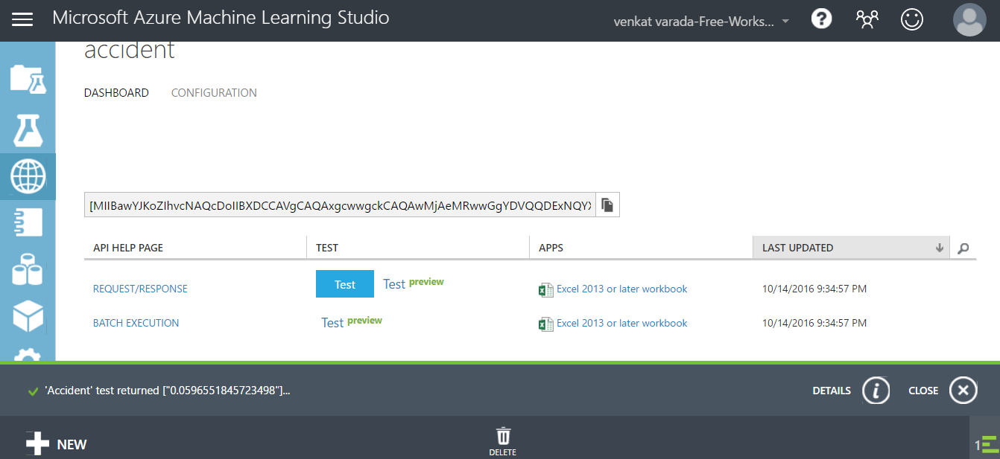 Microsoft Azure Machine Learning Studio
venkat varada-Free-Works...
?
accident
DASHBOARD CONFIGURATION
[MIIBawYJKoZIhvcNAQcDoIIBXDCCAVgCAQAxgcwwgckCAQAwMjAeMRwwGgYDVQQDExNQYX
API HELP PAGE TEST APPS LAST UPDATED
REQUEST/RESPONSE Test Test preview Excel 2013 or later workbook 10/14/2016 9:34:57 PM
BATCH EXECUTION Test preview Excel 2013 or later workbook 10/14/2016 9:34:57 PM
'Accident' test returned ["0.0596551845723498"]... DETAILS i CLOSE
NEW DELETE 1